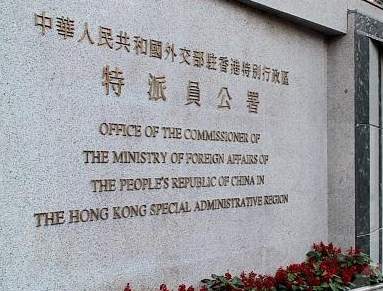 中華人民共和國外交部駐香港特別行政區
特派員公署
OFFICE OF THE COMMISSIONER OF
THE MINISTRY OF FOREIGN AFFAIRS OF
THE PEOPLE'S REPUBLIC OF CHINA IN
THE HONG KONG SPECIAL ADMINISTRATIVE REGION